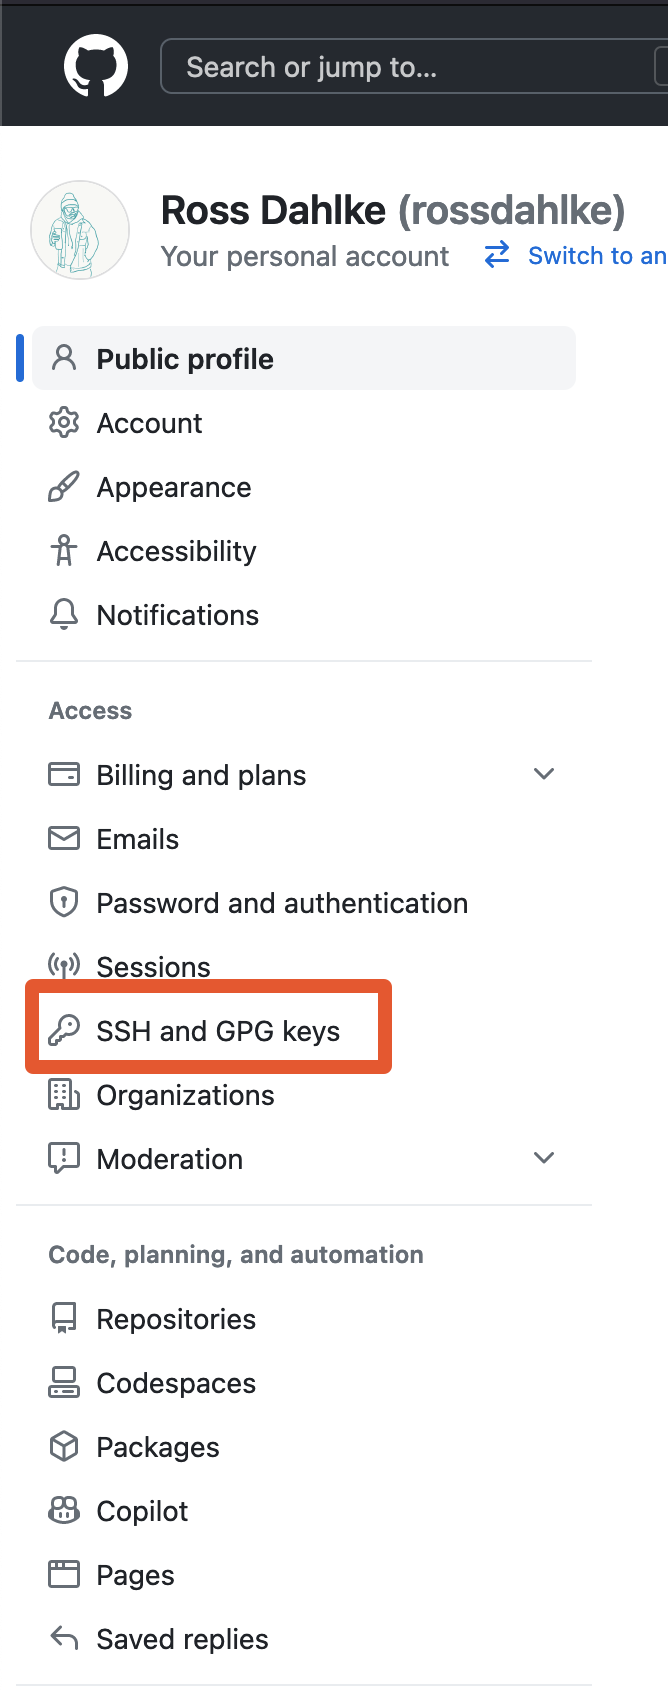 Search or jump to...
Ross Dahlke (rossdahlke)
Your personal account Switch to an
Public profile
Account
Appearance
Accessibility
Notifications
Access
Billing and plans
Emails
Password and authentication
Sessions
SSH and GPG keys
Organizations
Moderation
Code, planning, and automation
Repositories
Codespaces
Packages
Copilot
Pages
Saved replies